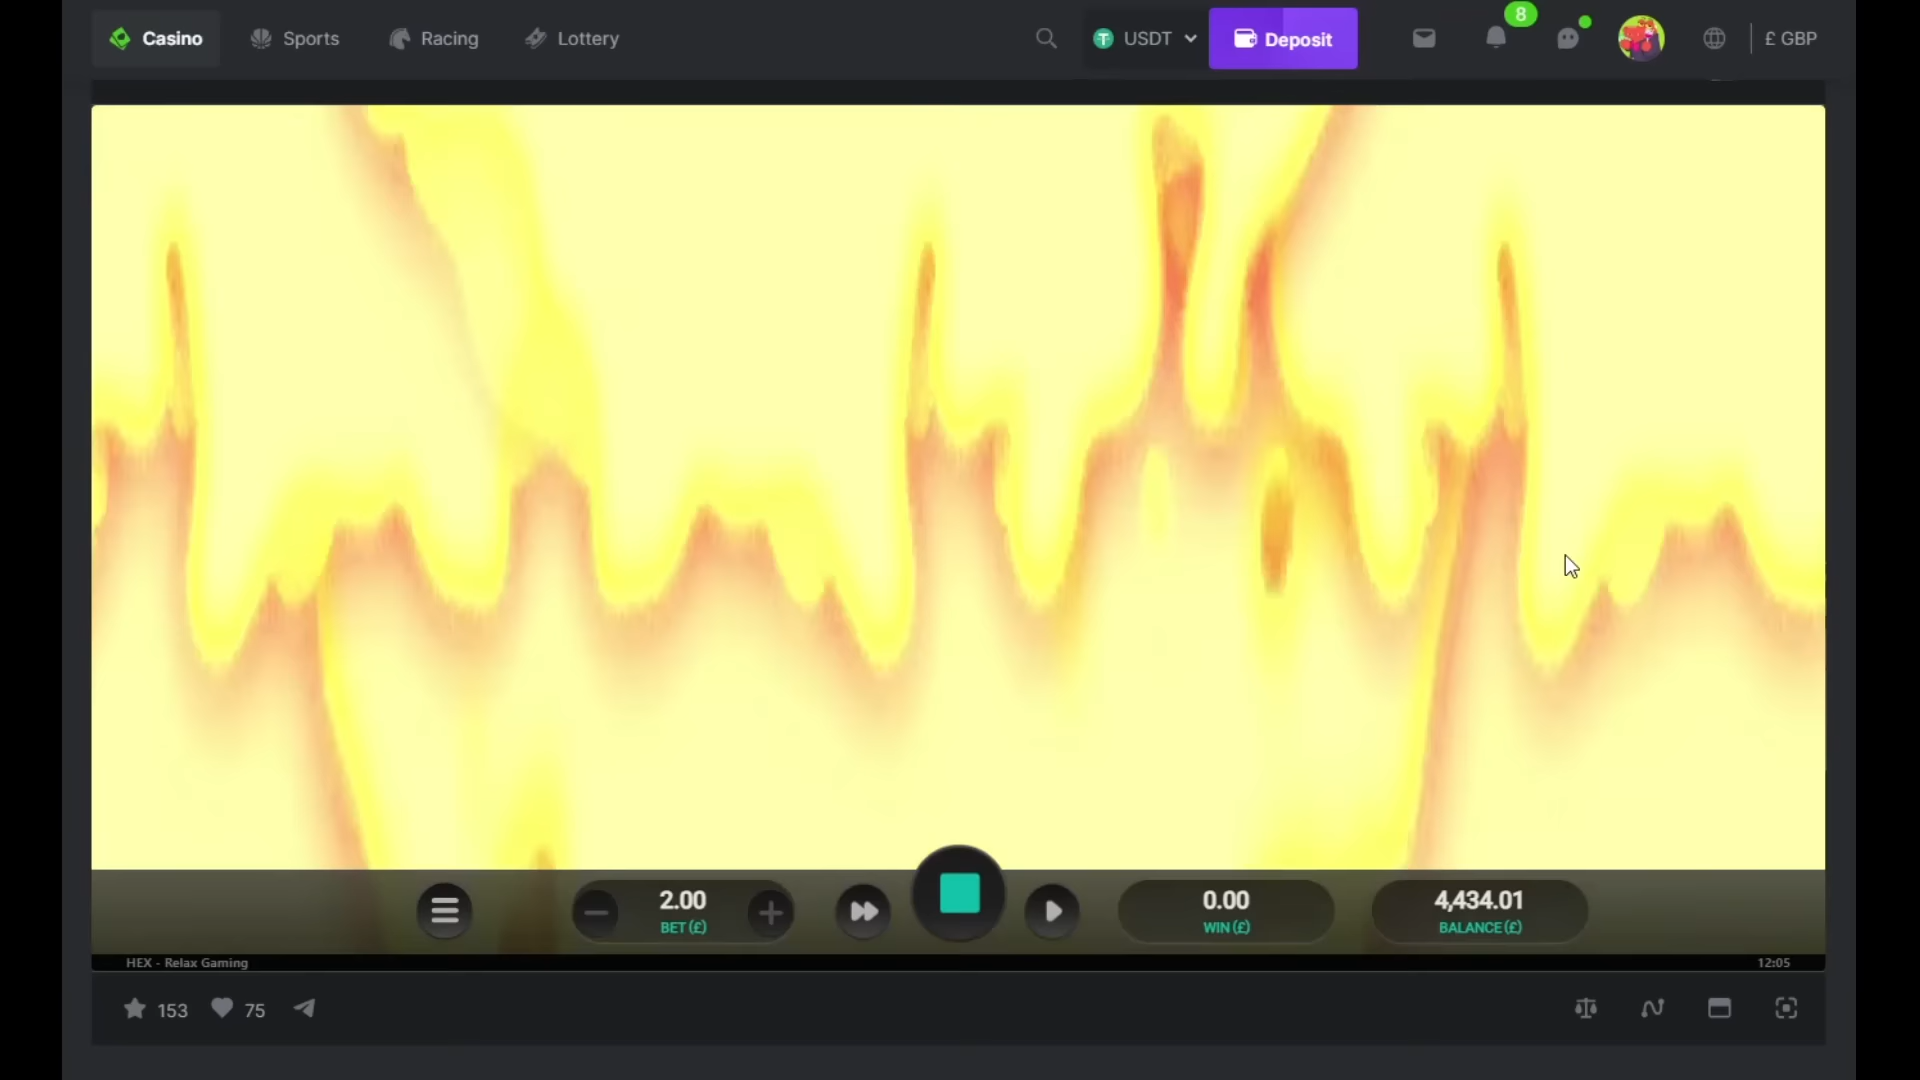 Casino
Sports
Racing
Lottery
USDT
Deposit
8
£ GBP
2.00
BET (£)
0.00
WIN (£)
4,434.01
BALANCE (£)
HEX - Relax Gaming
12:05
153
75